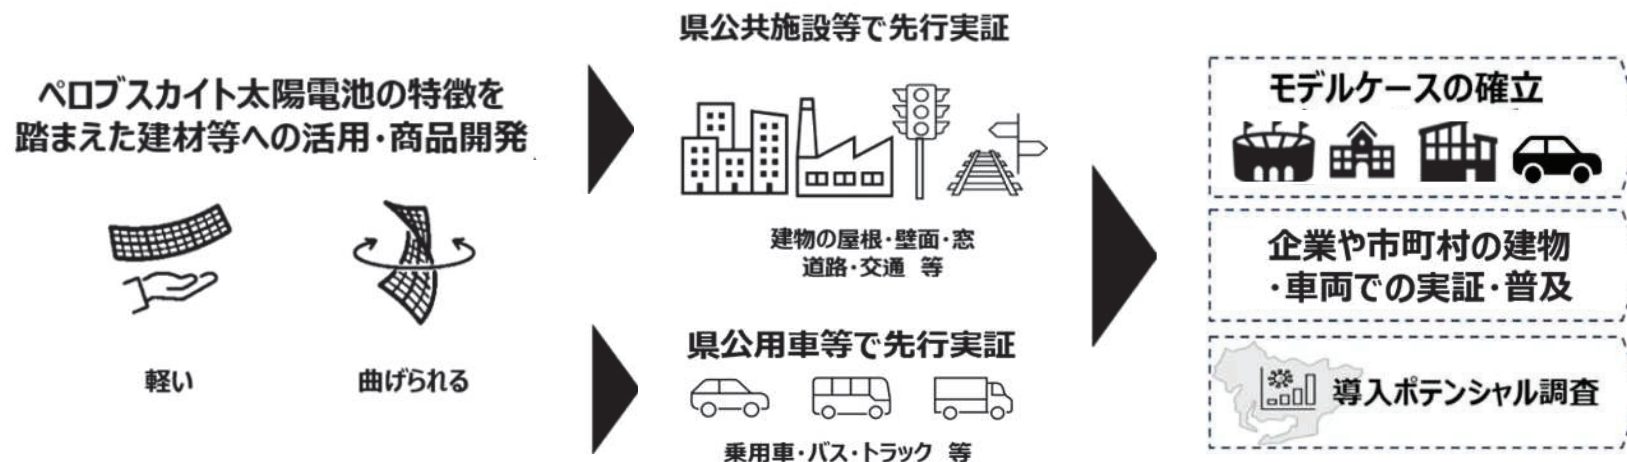 ペロブスカイト太陽電池の特徴を
踏まえた建材等への活用・商品開発
軽い
曲げられる
県公共施設等で先行実証
建物の屋根・壁面・窓
道路・交通 等
県公用車等で先行実証
乗用車・バス・トラック 等
モデルケースの確立
企業や市町村の建物
・車両での実証・普及
導入ポテンシャル調査